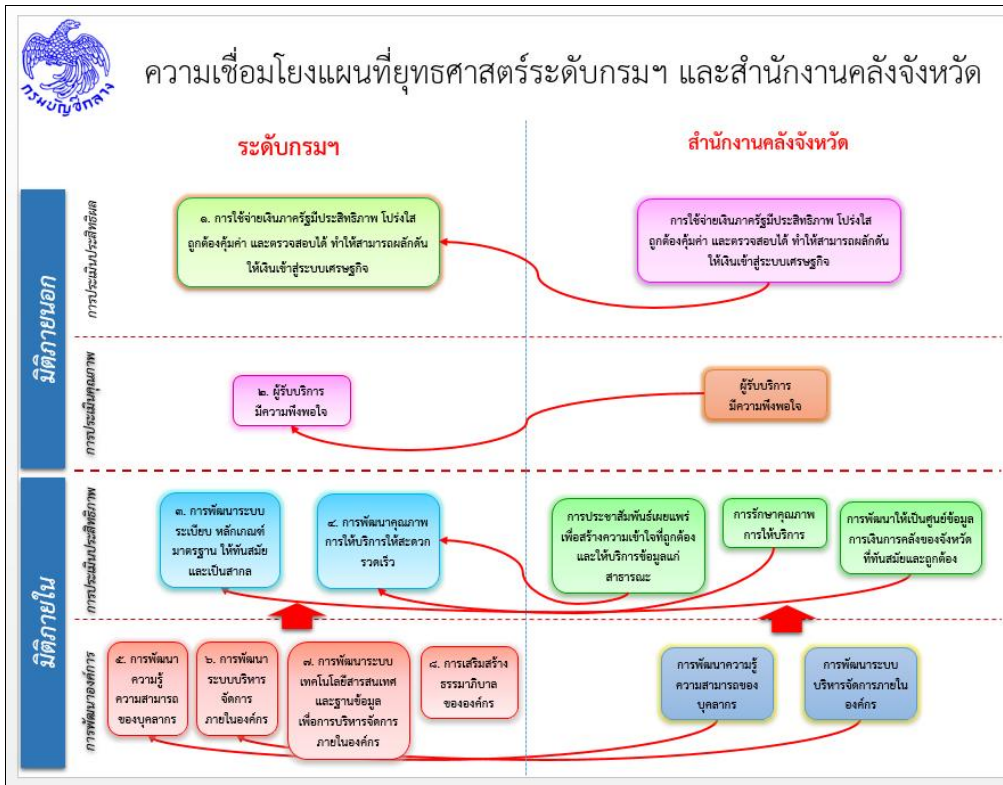 กรมบัญชีกลาง
ความเชื่อมโยงแผนที่ยุทธศาสตร์ระดับกรมฯ และสำนักงานคลังจังหวัด
ระดับกรมฯ
สำนักงานคลังจังหวัด
มิติภายนอก
การประเมินประสิทธิผล
๑. การใช้จ่ายเงินภาครัฐมีประสิทธิภาพ โปร่งใส
ถูกต้องคุ้มค่า และตรวจสอบได้ ทำให้สามารถผลักดัน
ให้เงินเข้าสู่ระบบเศรษฐกิจ
การใช้จ่ายเงินภาครัฐมีประสิทธิภาพ โปร่งใส
ถูกต้องคุ้มค่า และตรวจสอบได้ ทำให้สามารถผลักดัน
ให้เงินเข้าสู่ระบบเศรษฐกิจ
การประเมินคุณภาพ
๒. ผู้รับบริการ
มีความพึงพอใจ
ผู้รับบริการ
มีความพึงพอใจ
มิติภายใน
การประเมินประสิทธิภาพ
๓. การพัฒนาระบบ
ระเบียบ หลักเกณฑ์
มาตรฐาน ให้ทันสมัย
และเป็นสากล
๔. การพัฒนาคุณภาพ
การให้บริการให้สะดวก
รวดเร็ว
การประชาสัมพันธ์เผยแพร่
เพื่อสร้างความเข้าใจที่ถูกต้อง
และให้บริการข้อมูลแก่
สาธารณะ
การรักษาคุณภาพ
การให้บริการ
การพัฒนาให้เป็นศูนย์ข้อมูล
การเงินการคลังของจังหวัด
ที่ทันสมัยและถูกต้อง
การพัฒนาองค์การ
๕. การพัฒนา
ความรู้
ความสามารถ
ของบุคลากร
๖. การพัฒนา
ระบบบริหาร
จัดการ
ภายในองค์กร
๗. การพัฒนาระบบ
เทคโนโลยีสารสนเทศ
และฐานข้อมูล
เพื่อการบริหารจัดการ
ภายในองค์กร
๘. การเสริมสร้าง
ธรรมาภิบาล
ขององค์กร
การพัฒนาความรู้
ความสามารถของ
บุคลากร
การพัฒนาระบบ
บริหารจัดการภายใน
องค์กร